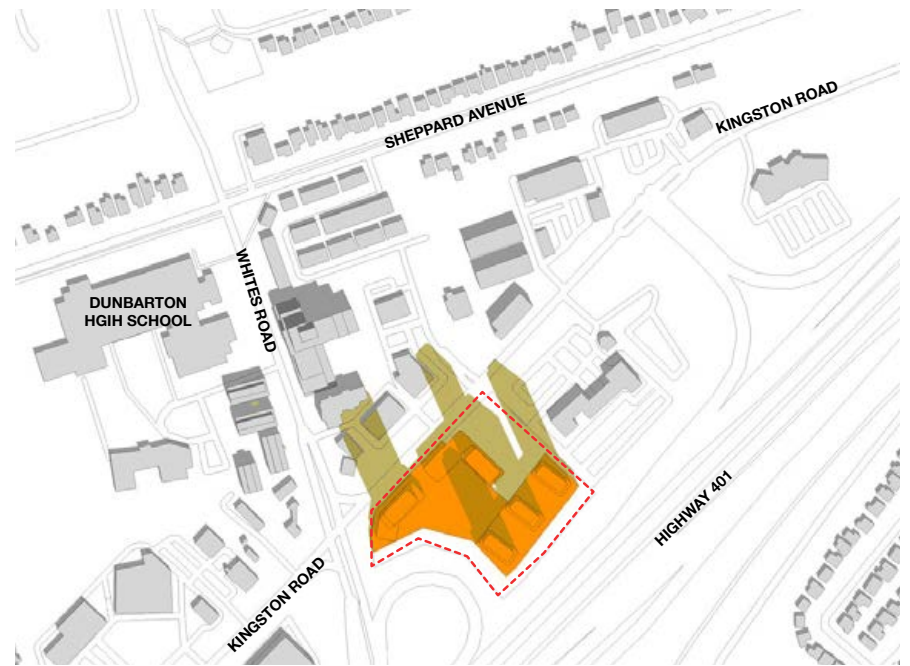 SHEPPARD AVENUE
KINGSTON ROAD
WHITES ROAD
DUNBARTON
HGIH SCHOOL
HIGHWAY 401
KINGSTON ROAD